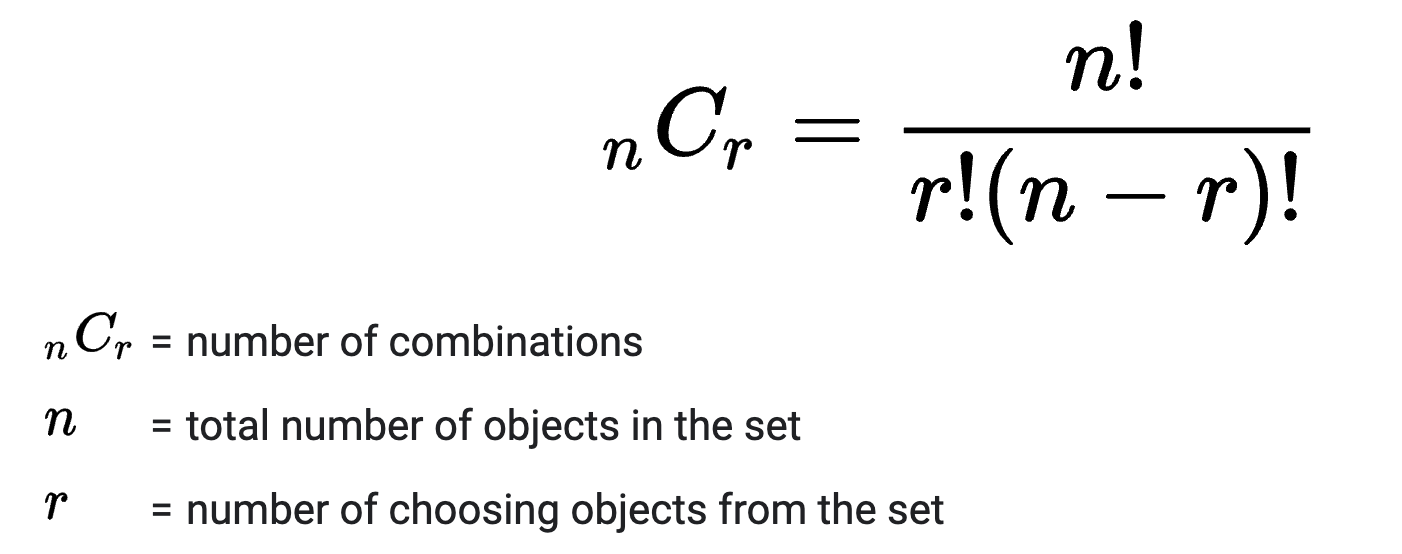 nCr = n! / r!(n − r)!
nCr = number of combinations
n = total number of objects in the set
r = number of choosing objects from the set